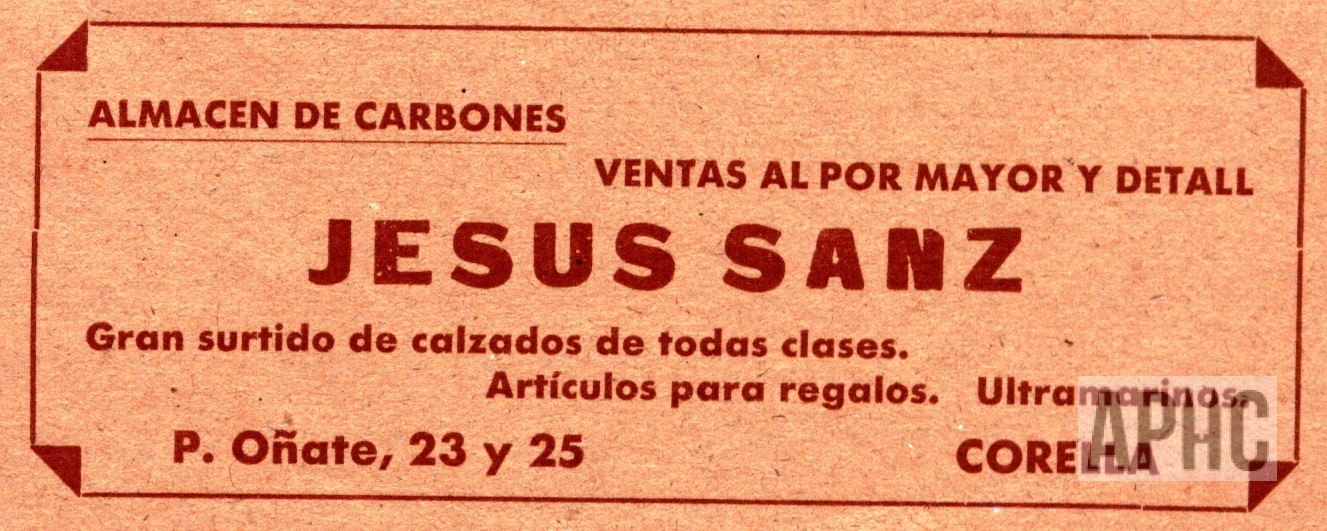 ALMACEN DE CARBONES
VENTAS AL POR MAYOR Y DETALL
JESUS SANZ
Gran surtido de calzados de todas clases.
Artículos para regalos. Ultramarinos.
P. Oñate, 23 y 25 CORELLA
APHC